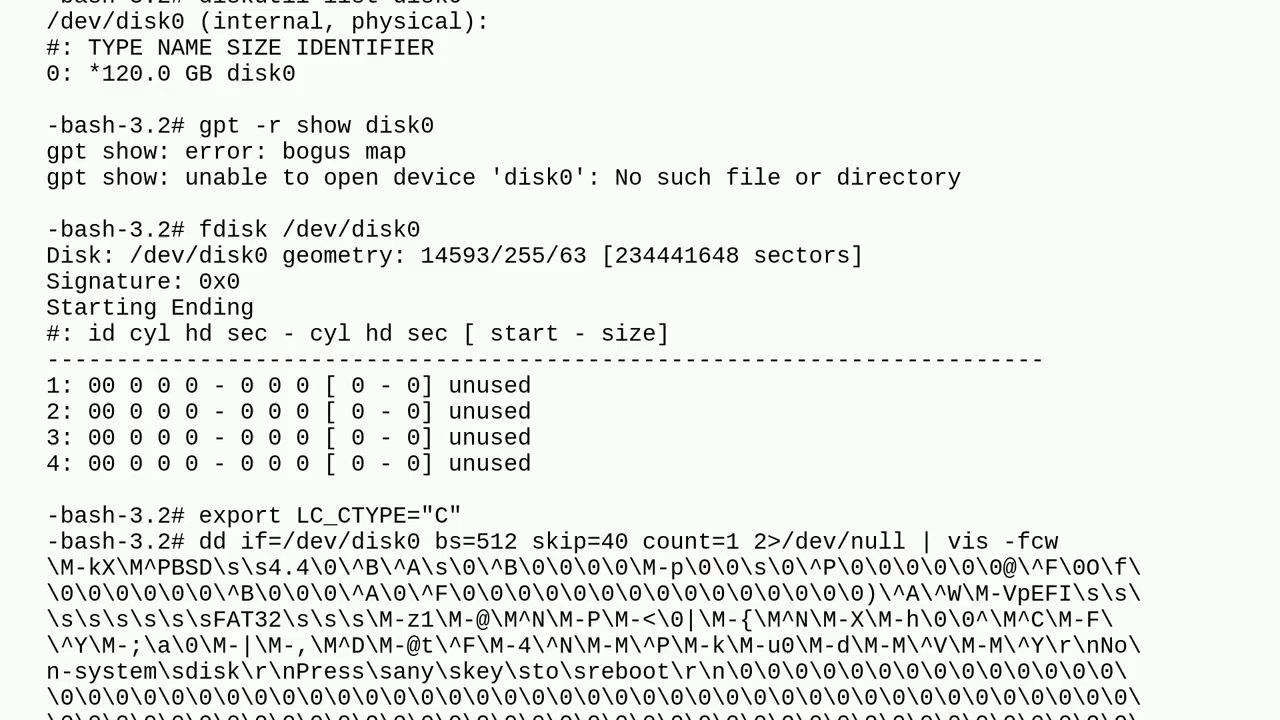 -bash-3.2# diskutil list disk0
/dev/disk0 (internal, physical):
#: TYPE NAME SIZE IDENTIFIER
0: *120.0 GB disk0
-bash-3.2# gpt -r show disk0
gpt show: error: bogus map
gpt show: unable to open device 'disk0': No such file or directory
-bash-3.2# fdisk /dev/disk0
Disk: /dev/disk0 geometry: 14593/255/63 [234441648 sectors]
Signature: 0x0
Starting Ending
#: id cyl hd sec - cyl hd sec [ start - size]
------------------------------------------------------------------------
1: 00 0 0 0 - 0 0 0 [ 0 - 0] unused
2: 00 0 0 0 - 0 0 0 [ 0 - 0] unused
3: 00 0 0 0 - 0 0 0 [ 0 - 0] unused
4: 00 0 0 0 - 0 0 0 [ 0 - 0] unused
-bash-3.2# export LC_CTYPE="C"
-bash-3.2# dd if=/dev/disk0 bs=512 skip=40 count=1 2>/dev/null | vis -fcw
\M-kX\M^PBSD\s\s4.4\0\^B\^A\s\0\^B\0\0\0\0\M-p\0\0\s\0\^P\0\0\0\0\0\0@\^F\0O\f\
\0\0\0\0\0\0\^B\0\0\0\^A\0\^F\0\0\0\0\0\0\0\0\0\0\0\0\0\0)\^A\^W\M-VpEFI\s\s\
\s\s\s\s\s\sFAT32\s\s\s\M-z1\M-@\M^N\M-P\M-<\0|\M-{\M^N\M-X\M-h\0\0^\M^C\M-F\
\^Y\M-;\a\0\M-|\M-,\M^D\M-@t\^F\M-4\^N\M-M\^P\M-k\M-u0\M-d\M-M\^V\M-M\^Y\r\nNo\
n-system\sdisk\r\nPress\sany\skey\sto\sreboot\r\n\0\0\0\0\0\0\0\0\0\0\0\0\0\0\
\0\0\0\0\0\0\0\0\0\0\0\0\0\0\0\0\0\0\0\0\0\0\0\0\0\0\0\0\0\0\0\0\0\0\0\0\0\0\0\